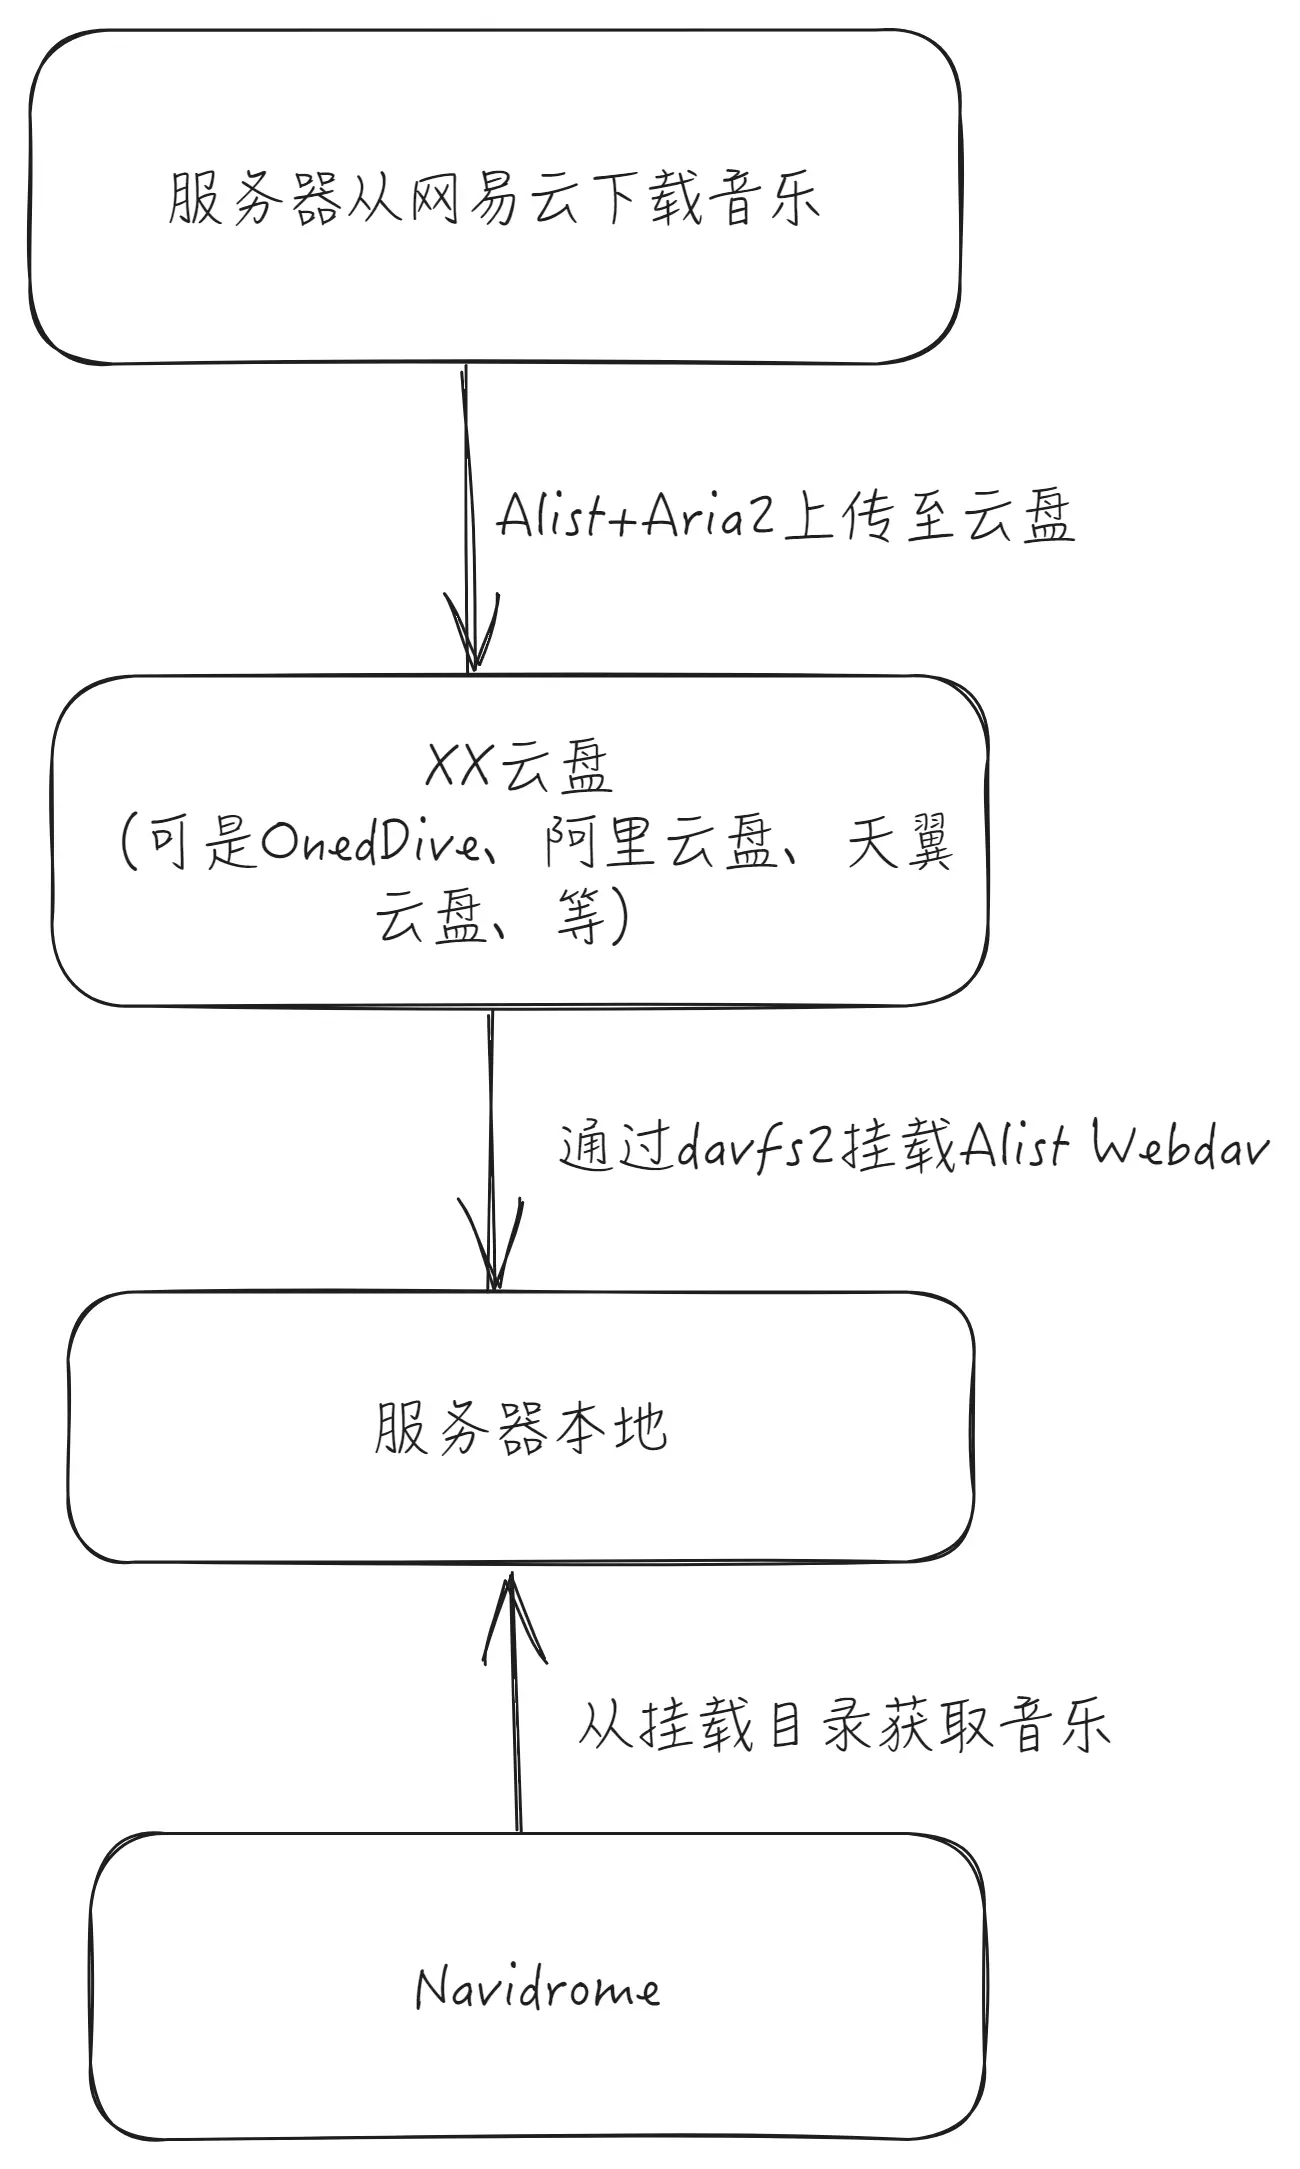 服务器从网易云下载音乐
Alist+Aria2上传至云盘
XX云盘
(可是OnedDive、阿里云盘、天翼
云盘、等)
通过davfs2挂载Alist Webdav
服务器本地
从挂载目录获取音乐
Navidrome